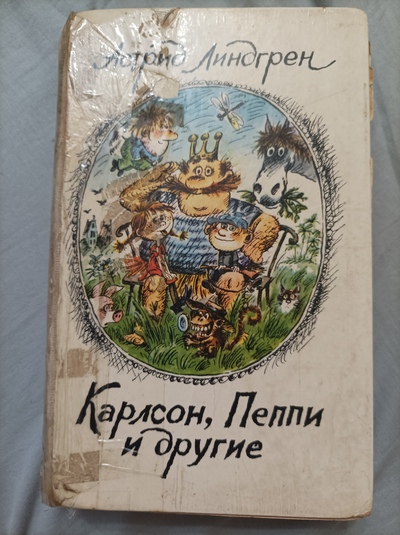 Астрид Линдгрен
Карлсон, Пеппи
и другие